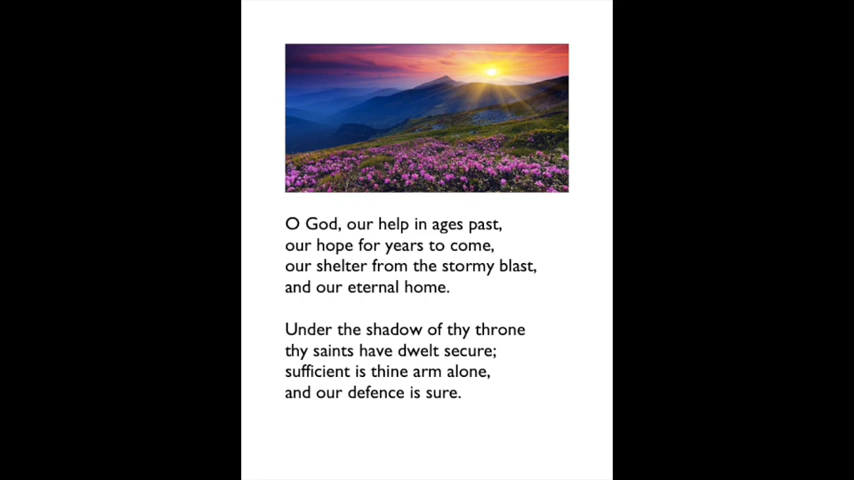 O God, our help in ages past,
our hope for years to come,
our shelter from the stormy blast,
and our eternal home.
Under the shadow of thy throne
thy saints have dwelt secure;
sufficient is thine arm alone,
and our defence is sure.